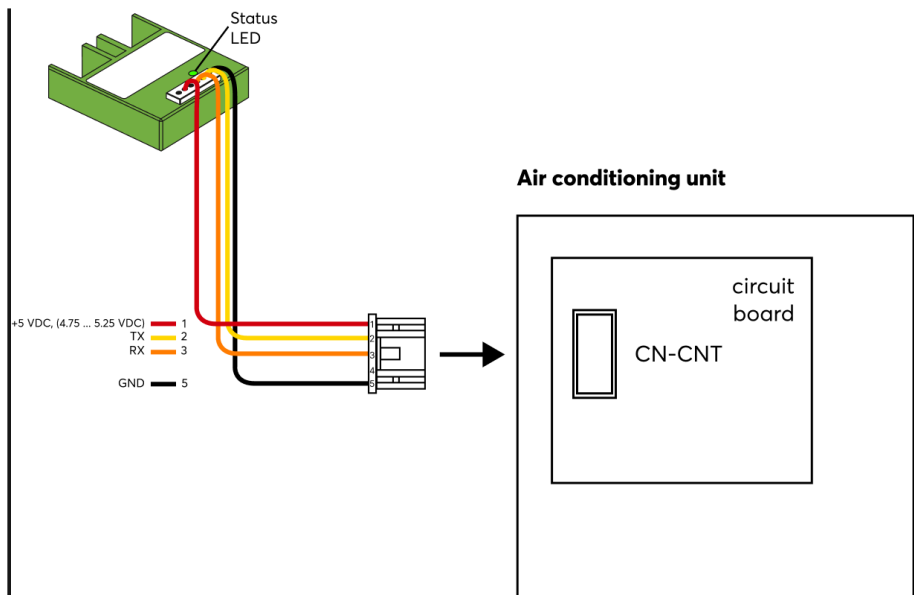 Status
LED
Air conditioning unit
circuit
board
CN-CNT
+5 VDC, (4.75 ... 5.25 VDC) 1
TX 2
RX 3
GND 5
1
2
3
4
5